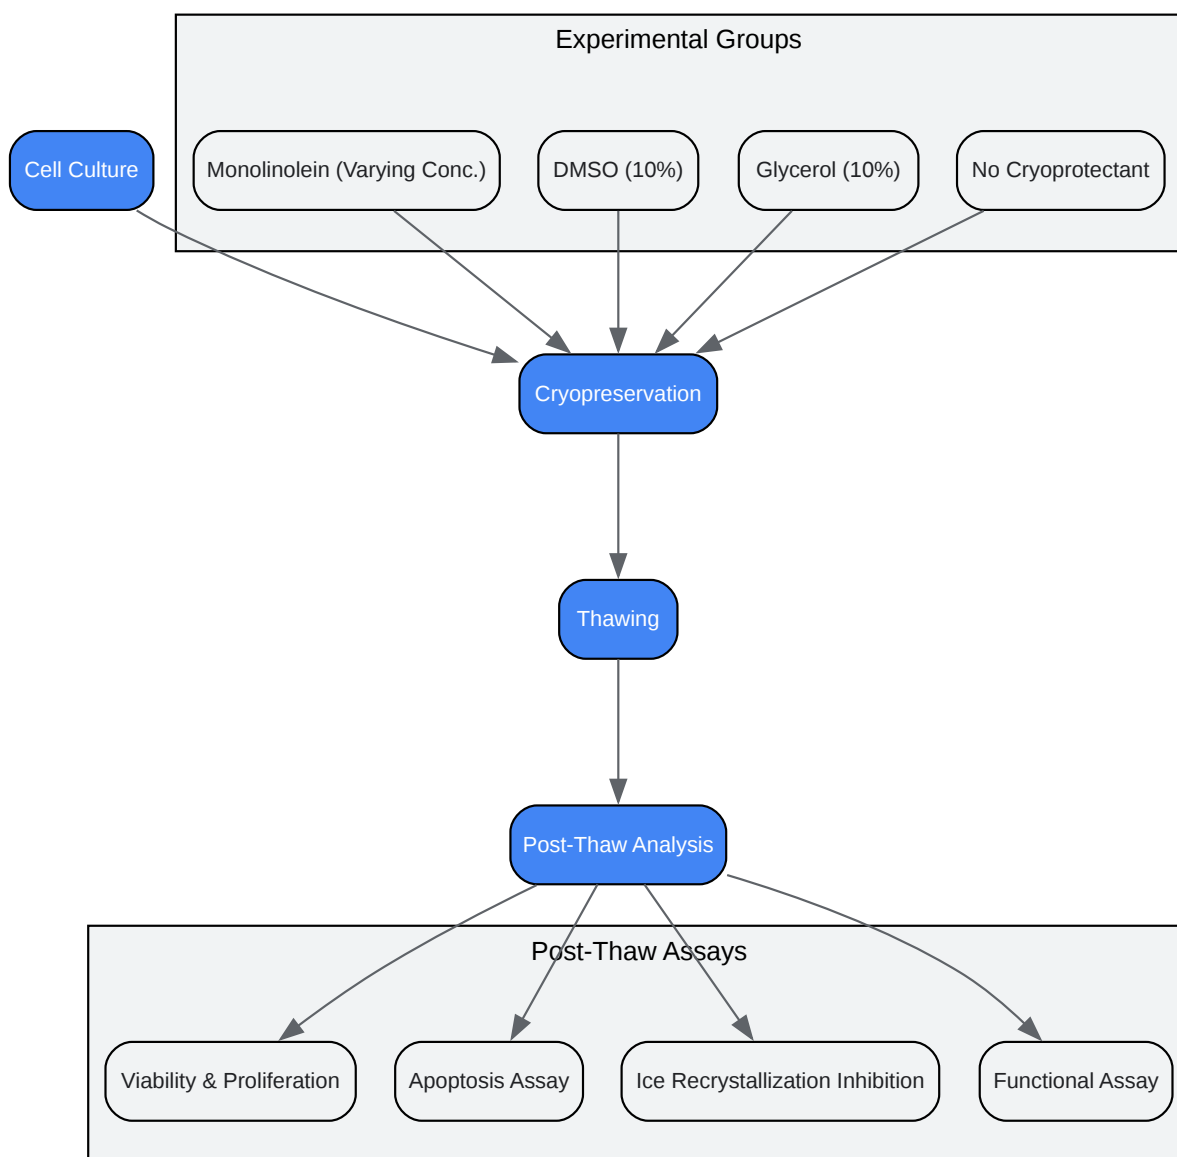 Experimental Groups
Cell Culture
Monolinolein (Varying Conc.)
DMSO (10%)
Glycerol (10%)
No Cryoprotectant
Cryopreservation
Thawing
Post-Thaw Analysis
Post-Thaw Assays
Viability & Proliferation
Apoptosis Assay
Ice Recrystallization Inhibition
Functional Assay